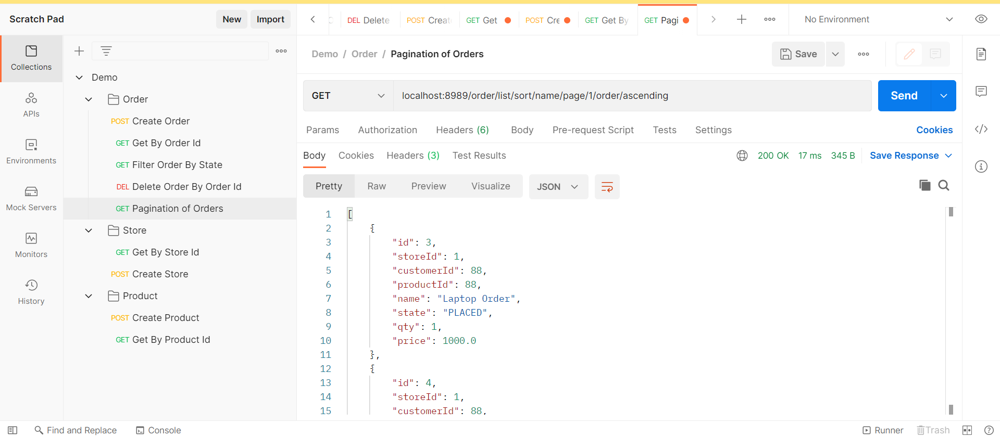 Scratch Pad
New
Import
DEL Delete
POST Creat
GET Get
POST Cre
GET Get By
GET Pagi
No Environment
Collections
APIs
Environments
Mock Servers
Monitors
History
Demo
Order
POST Create Order
GET Get By Order Id
GET Filter Order By State
DEL Delete Order By Order Id
GET Pagination of Orders
Store
GET Get By Store Id
POST Create Store
Product
POST Create Product
GET Get By Product Id
Demo / Order / Pagination of Orders
Save
GET
localhost:8989/order/list/sort/name/page/1/order/ascending
Send
Params Authorization Headers (6) Body Pre-request Script Tests Settings Cookies
Body Cookies Headers (3) Test Results
200 OK 17 ms 345 B Save Response
Pretty Raw Preview Visualize JSON
1 [
2 {
3 "id": 3,
4 "storeId": 1,
5 "customerId": 88,
6 "productId": 88,
7 "name": "Laptop Order",
8 "state": "PLACED",
9 "qty": 1,
10 "price": 1000.0
11 },
12 {
13 "id": 4,
14 "storeId": 1,
15 "customerId": 88,
Find and Replace
Console
Runner
Trash